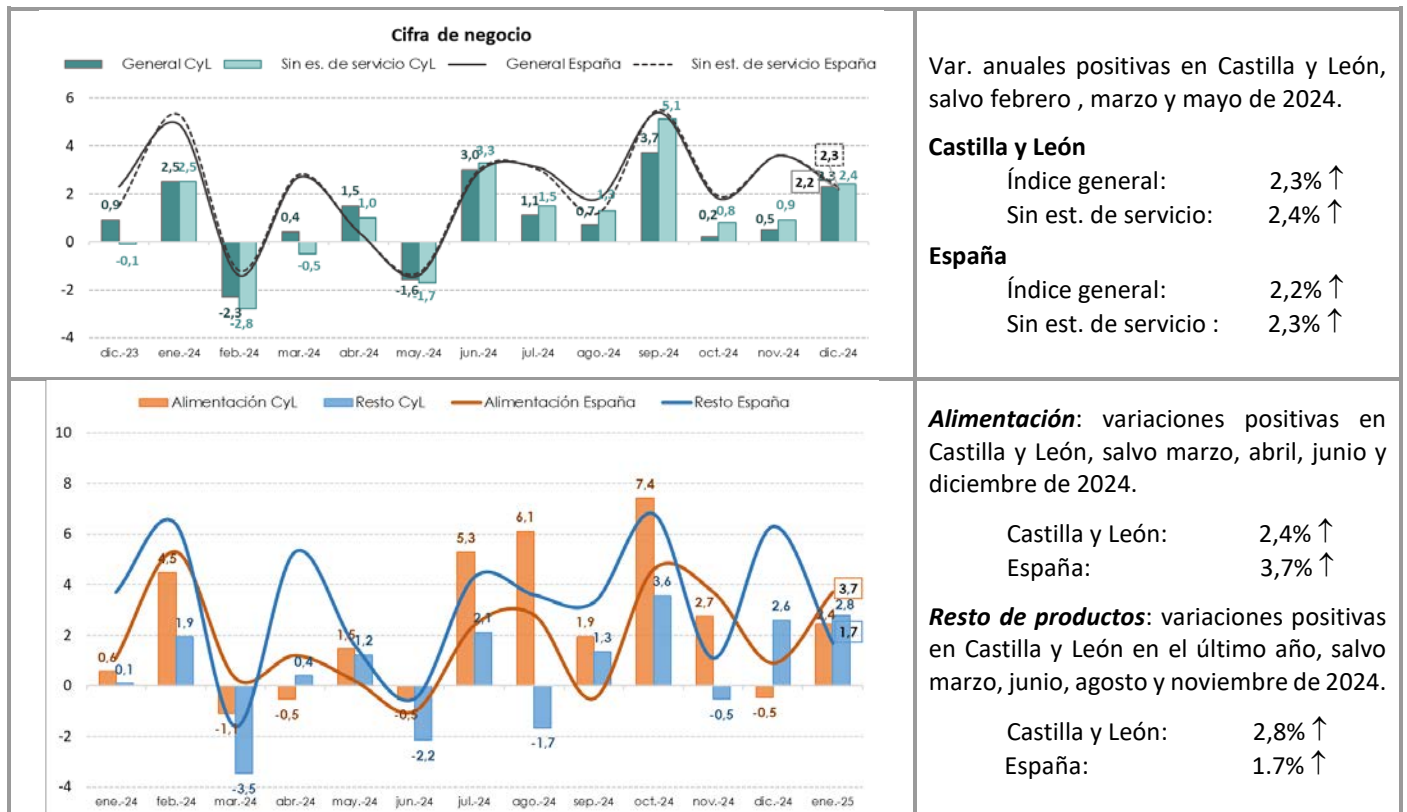 Cifra de negocio
General CyL Sin es. de servicio CyL General España Sin est. de servicio España
6
4
2
0
-2
-4
0,9
-0,1
2,5
2,5
-2,3
-2,8
0,4
-0,5
1,5
1,0
-1,6
-1,7
3,0
3,3
1,1
1,5
0,7
3,7
5,1
0,2
0,8
0,5
0,9
2,3
2,2
2,4
dic.-23 ene.-24 feb.-24 mar.-24 abr.-24 may.-24 jun.-24 jul.-24 ago.-24 sep.-24 oct.-24 nov.-24 dic.-24
Var. anuales positivas en Castilla y León,
salvo febrero , marzo y mayo de 2024.
Castilla y León
Índice general: 2,3% ↑
Sin est. de servicio: 2,4% ↑
España
Índice general: 2,2% ↑
Sin est. de servicio : 2,3% ↑
Alimentación CyL Resto CyL Alimentación España Resto España
10
8
6
4
2
0
-2
-4
0,6
0,1
4,5
1,9
-1,1
-3,5
-0,5
0,4
1,5
1,2
-0,5
-2,2
5,3
2,1
6,1
-1,7
1,9
1,3
7,4
3,6
2,7
-0,5
-0,5
2,6
3,7
2,4
2,8
1,7
ene.-24 feb.-24 mar.-24 abr.-24 may.-24 jun.-24 jul.-24 ago.-24 sep.-24 oct.-24 nov.-24 dic.-24 ene.-25
Alimentación: variaciones positivas en
Castilla y León, salvo marzo, abril, junio y
diciembre de 2024.
Castilla y León: 2,4% ↑
España: 3,7% ↑
Resto de productos: variaciones positivas
en Castilla y León en el último año, salvo
marzo, junio, agosto y noviembre de 2024.
Castilla y León: 2,8% ↑
España: 1.7% ↑